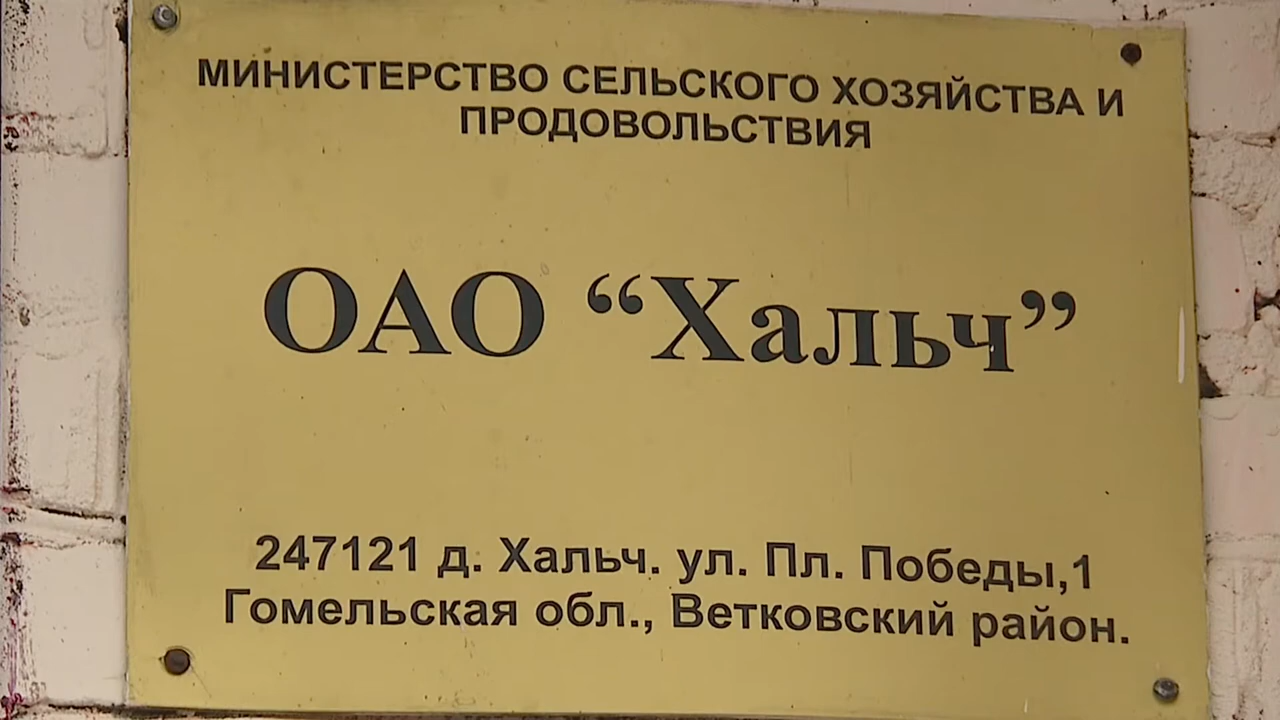 МИНИСТЕРСТВО СЕЛЬСКОГО ХОЗЯЙСТВА И
ПРОДОВОЛЬСТВИЯ
ОАО “Хальч”
247121 д. Хальч. ул. Пл. Победы,1
Гомельская обл., Ветковский район.